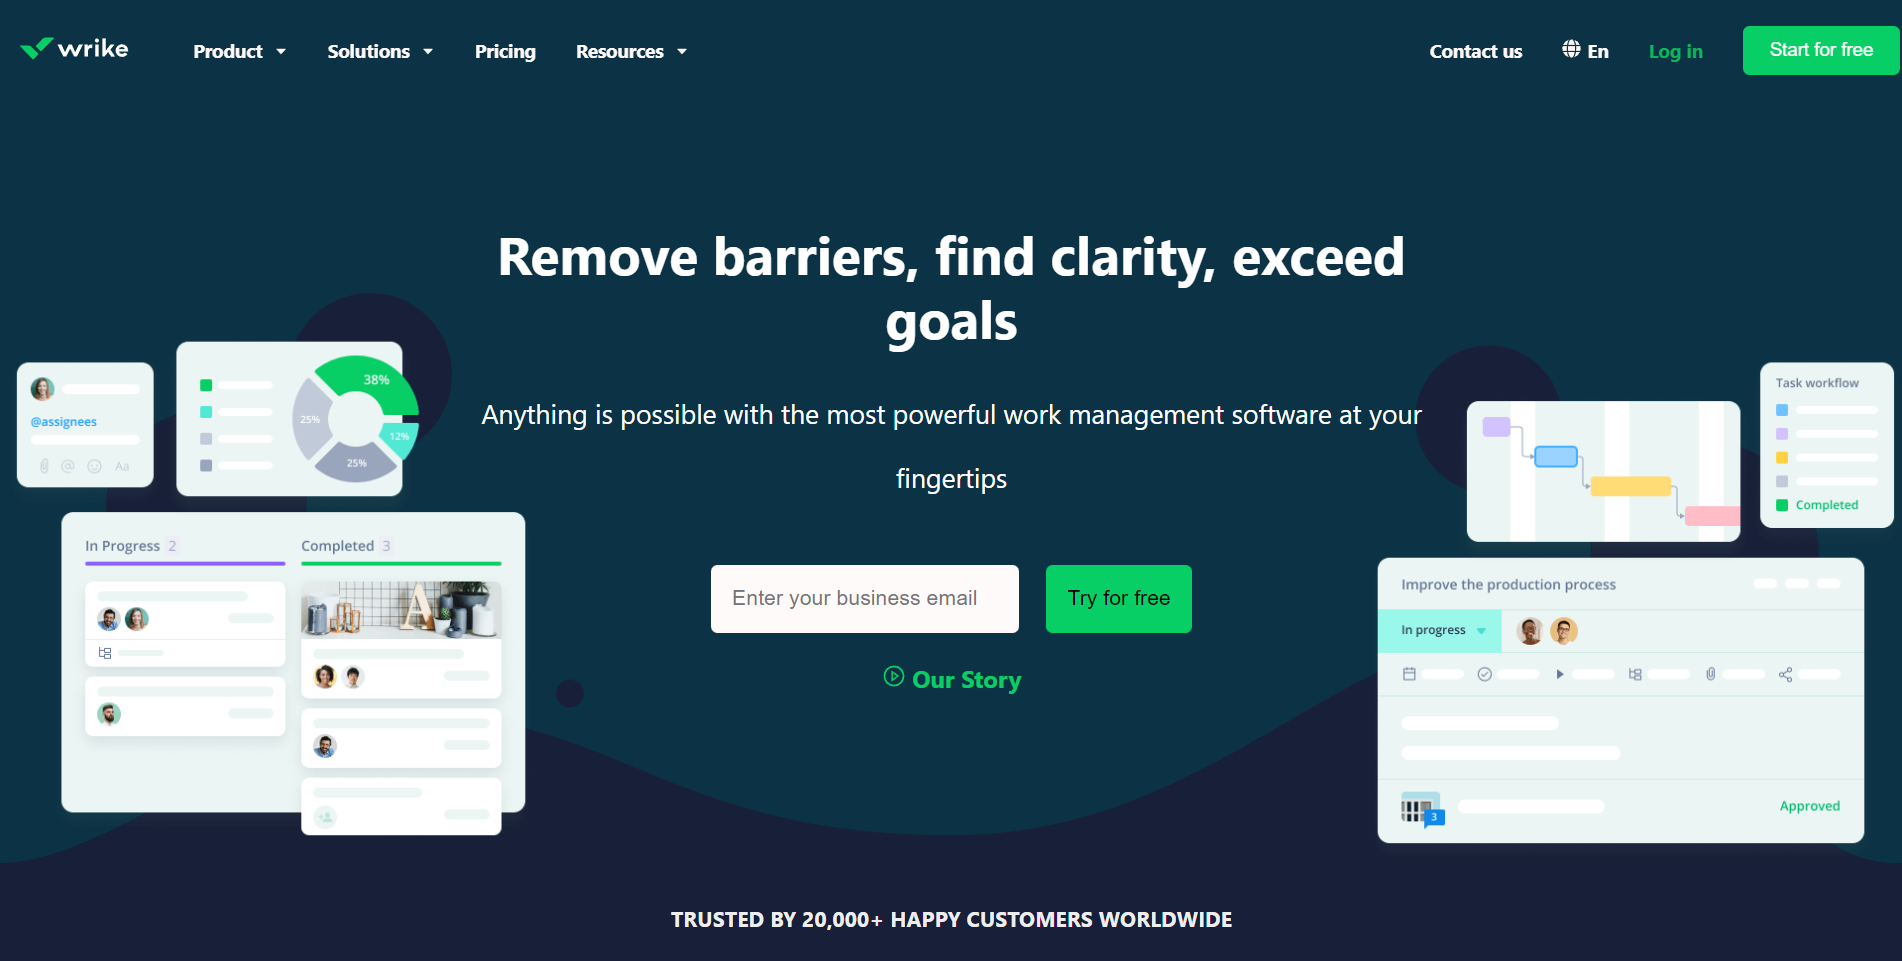 wrike
Product
Solutions
Pricing
Resources
Contact us
En
Log in
Start for free
Remove barriers, find clarity, exceed
goals
Anything is possible with the most powerful work management software at your
fingertips
Enter your business email
Try for free
Our Story
@assignees
Aa
38%
25%
12%
25%
In Progress 2
Completed 3
A
Task workflow
Completed
Improve the production process
In progress
3
Approved
TRUSTED BY 20,000+ HAPPY CUSTOMERS WORLDWIDE